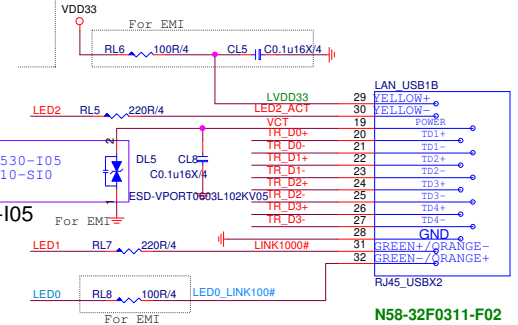 VDD33
For EMI
RL6 100R/4 CL5 C0.1u16X/4
LAN_USB1B
LVDD33 29 YELLOW+
LED2 RL5 220R/4 LED2_ACT 30 YELLOW-
VCT 19 POWER
TR_D0+ 20 TD1+
TR_D0- 21 TD1-
TR_D1+ 22 TD2+
TR_D1- 23 TD2-
TR_D2+ 24 TD3+
TR_D2- 25 TD3-
TR_D3+ 26 TD4+
TR_D3- 27 TD4-
28 GND
2
530-I05
10-SI0
DL5 CL8
C0.1u16X/4
ESD-VPORT0603L102KV05
1
-I05
For EMI
LED1 RL7 220R/4 LINK1000# 31 GREEN+/ORANGE-
32 GREEN-/ORANGE+
RJ45_USBX2
LED0 RL8 100R/4 LED0_LINK100#
For EMI
N58-32F0311-F02